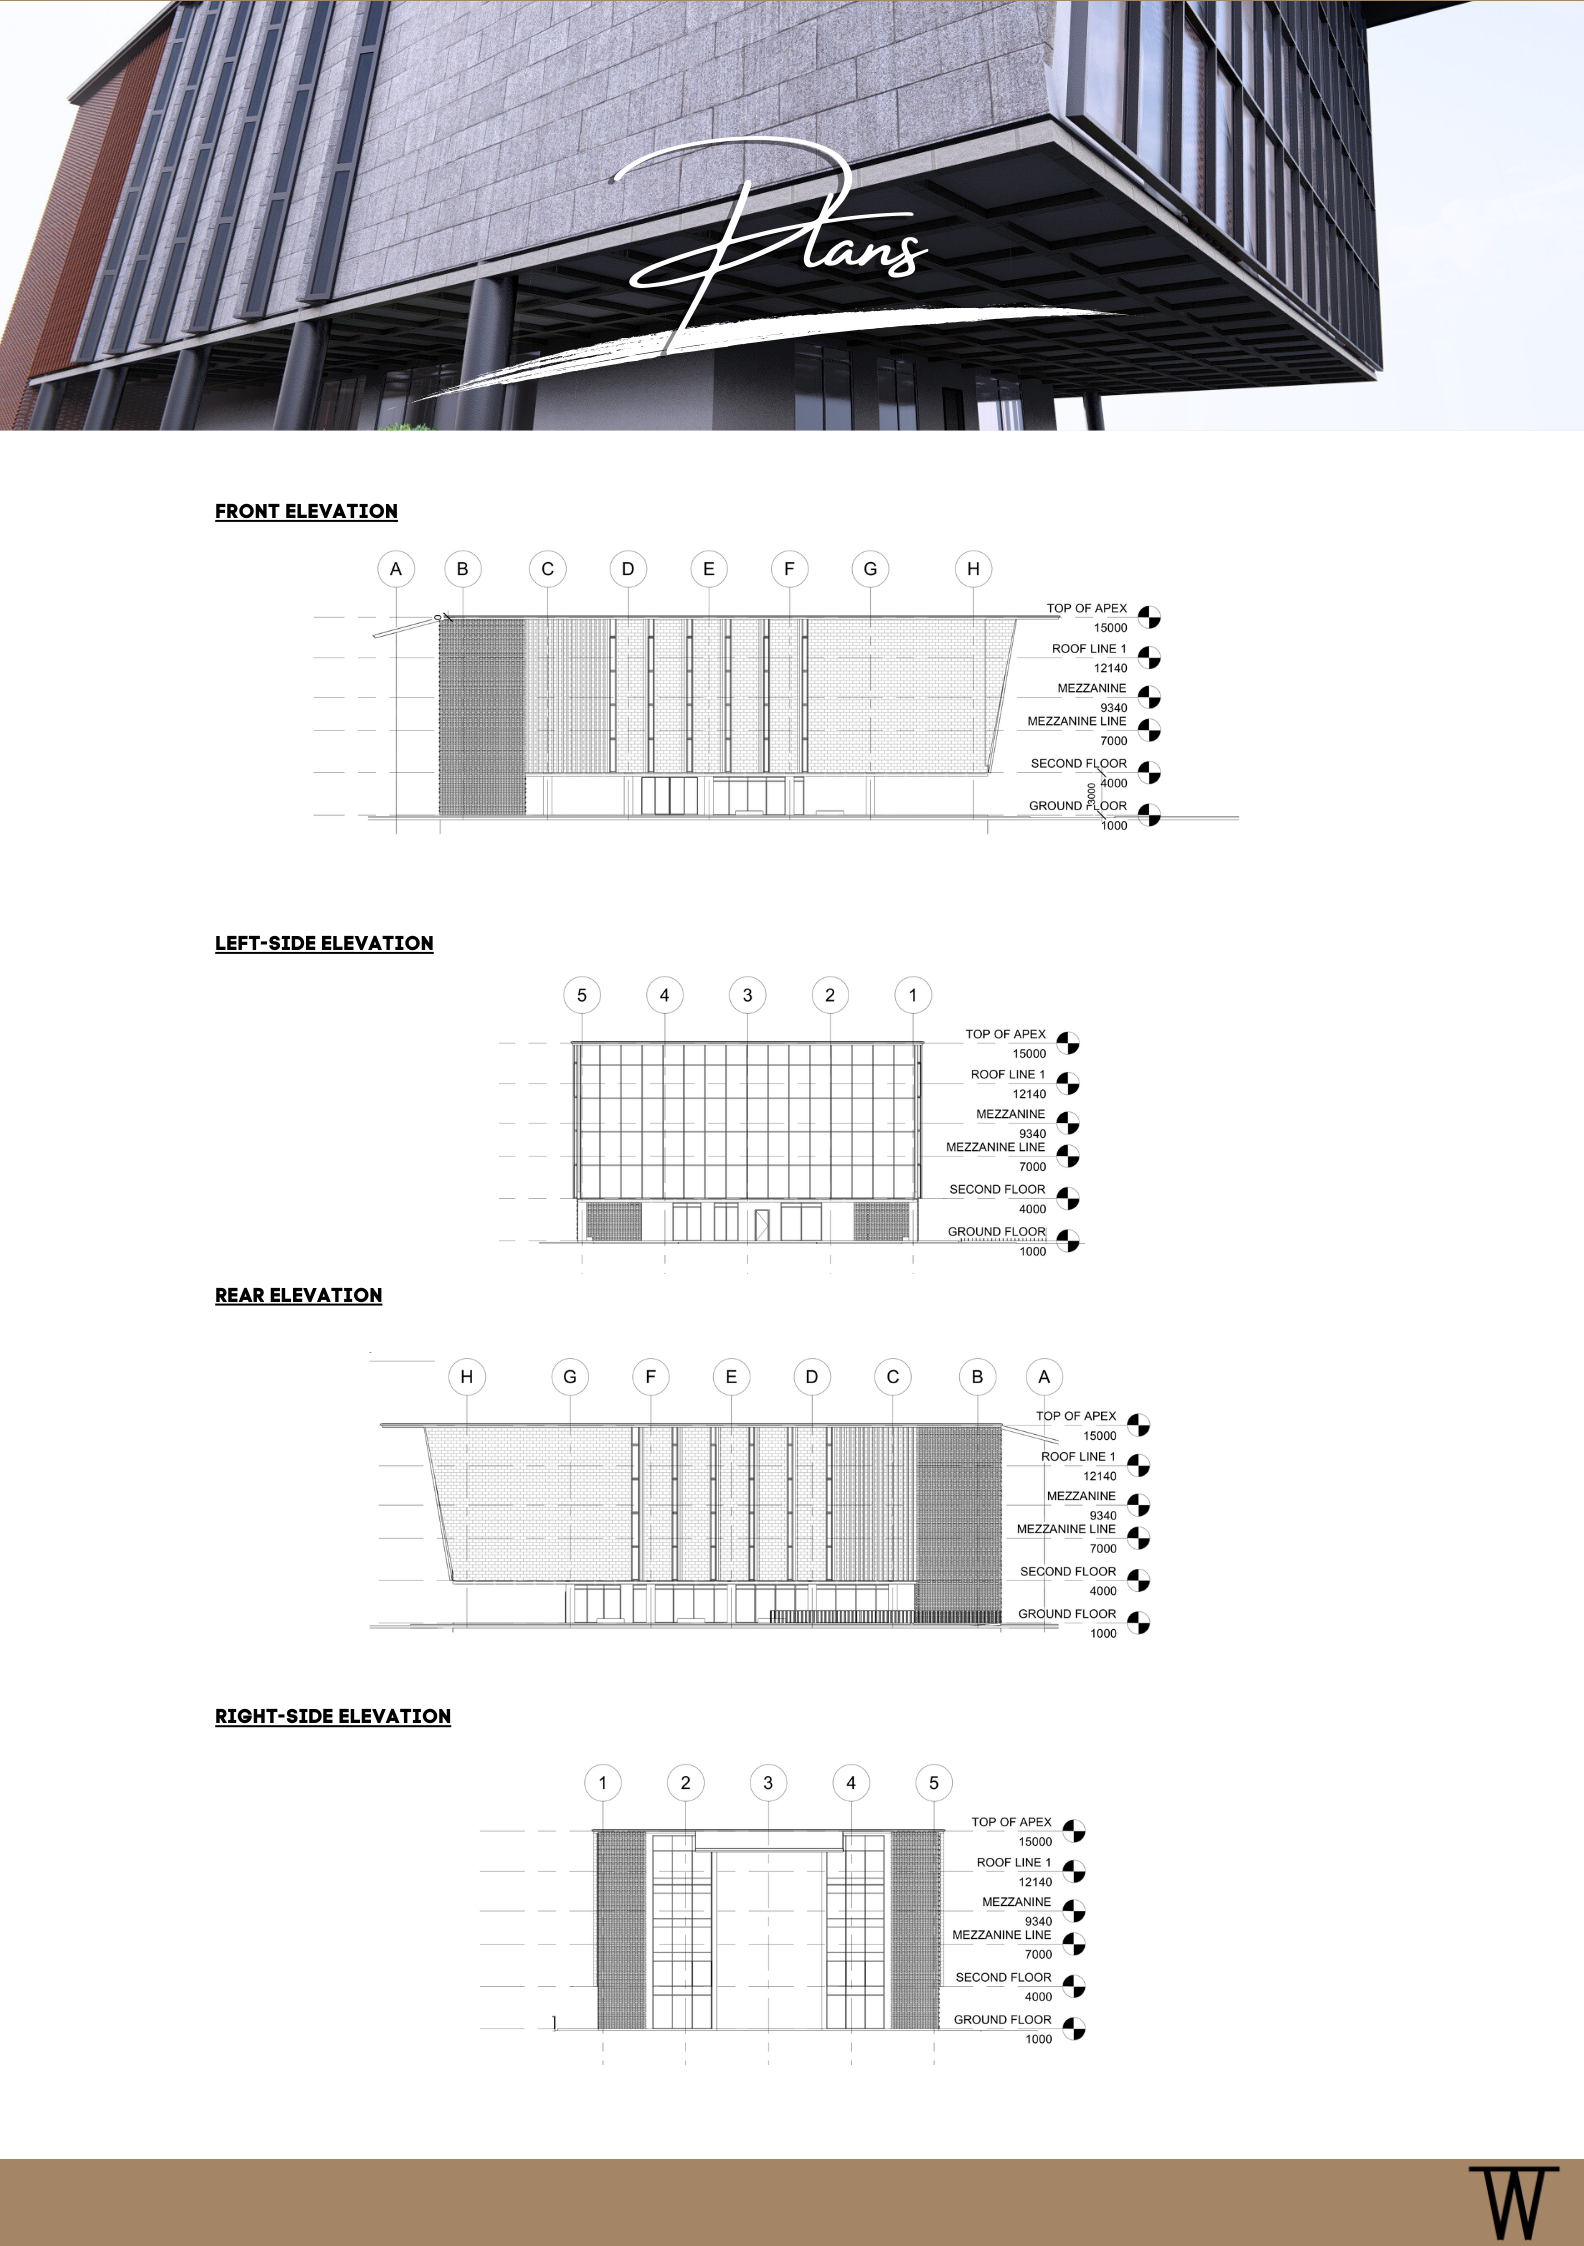 Plans
FRONT ELEVATION
A B C D E F G H
0
TOP OF APEX
15000
ROOF LINE 1
12140
MEZZANINE
9340
MEZZANINE LINE
7000
SECOND FLOOR
4000
3000
GROUND FLOOR
1000
LEFT-SIDE ELEVATION
5 4 3 2 1
TOP OF APEX
15000
ROOF LINE 1
12140
MEZZANINE
9340
MEZZANINE LINE
7000
SECOND FLOOR
4000
GROUND FLOOR
1000
REAR ELEVATION
H G F E D C B A
TOP OF APEX
15000
ROOF LINE 1
12140
MEZZANINE
9340
MEZZANINE LINE
7000
SECOND FLOOR
4000
GROUND FLOOR
1000
RIGHT-SIDE ELEVATION
1 2 3 4 5
TOP OF APEX
15000
ROOF LINE 1
12140
MEZZANINE
9340
MEZZANINE LINE
7000
SECOND FLOOR
4000
GROUND FLOOR
1000
W